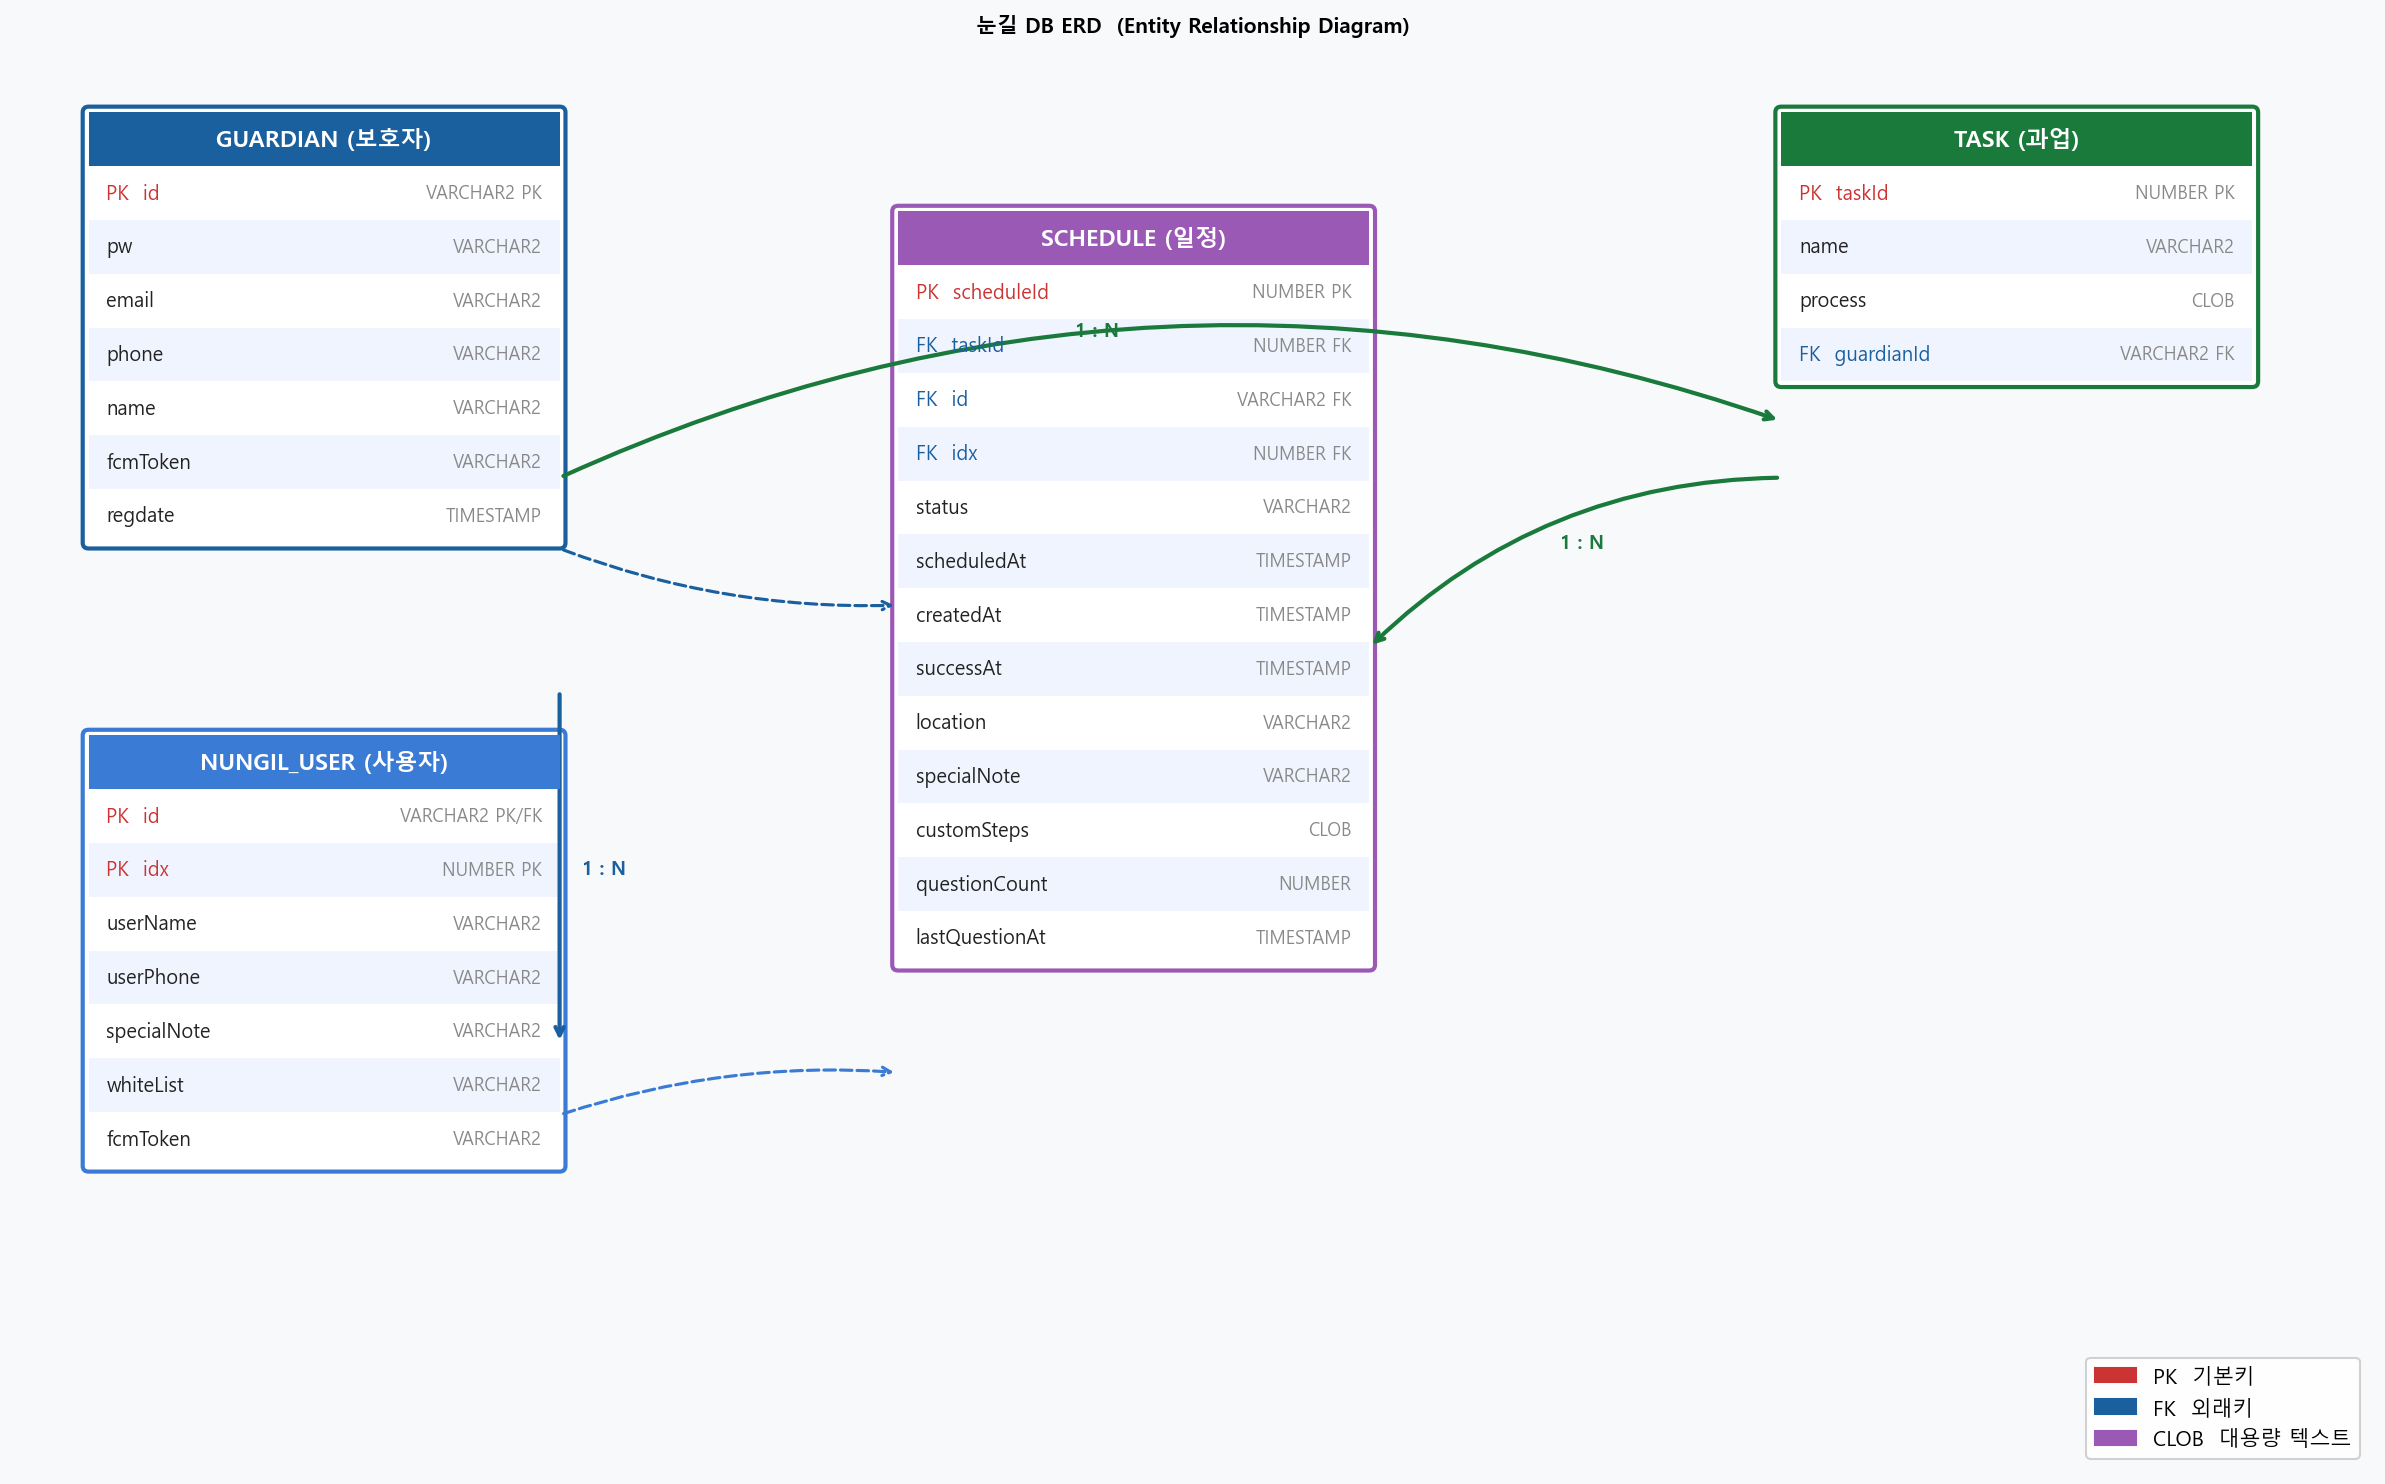 눈길 DB ERD (Entity Relationship Diagram)
GUARDIAN (보호자)
PK id VARCHAR2 PK
pw VARCHAR2
email VARCHAR2
phone VARCHAR2
name VARCHAR2
fcmToken VARCHAR2
regdate TIMESTAMP
SCHEDULE (일정)
PK scheduleId NUMBER PK
1 : N
FK taskId NUMBER FK
FK id VARCHAR2 FK
FK idx NUMBER FK
status VARCHAR2
scheduledAt TIMESTAMP
createdAt TIMESTAMP
successAt TIMESTAMP
location VARCHAR2
specialNote VARCHAR2
customSteps CLOB
questionCount NUMBER
lastQuestionAt TIMESTAMP
TASK (과업)
PK taskId NUMBER PK
name VARCHAR2
process CLOB
FK guardianId VARCHAR2 FK
1 : N
NUNGIL_USER (사용자)
PK id VARCHAR2 PK/FK
PK idx NUMBER PK
1 : N
userName VARCHAR2
userPhone VARCHAR2
specialNote VARCHAR2
whiteList VARCHAR2
fcmToken VARCHAR2
PK 기본키
FK 외래키
CLOB 대용량 텍스트